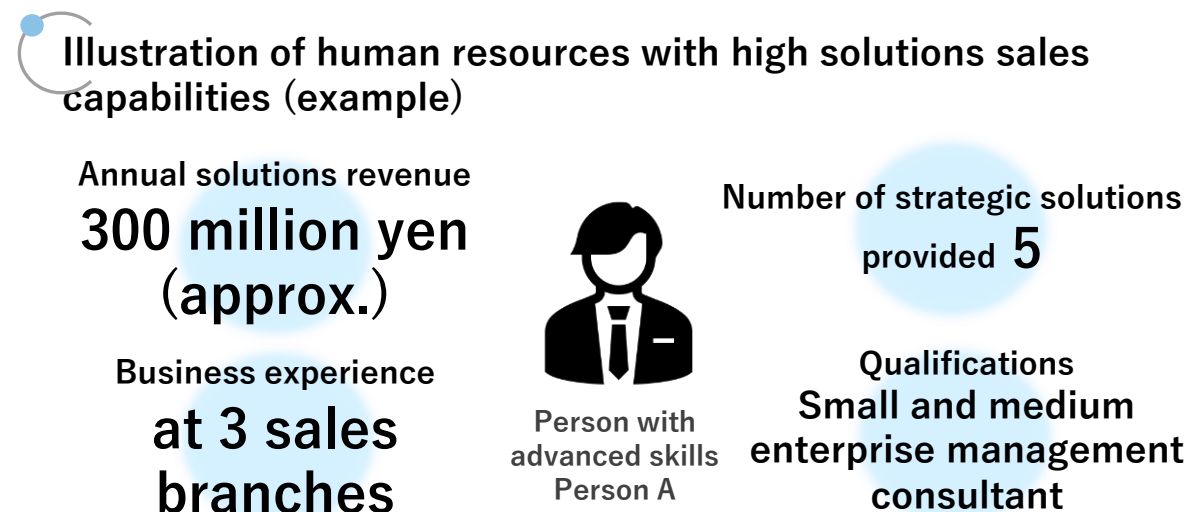 Illustration of human resources with high solutions sales
capabilities (example)
Annual solutions revenue
300 million yen
(approx.)
Business experience
at 3 sales
branches
Person with
advanced skills
Person A
Number of strategic solutions
provided 5
Qualifications
Small and medium
enterprise management
consultant